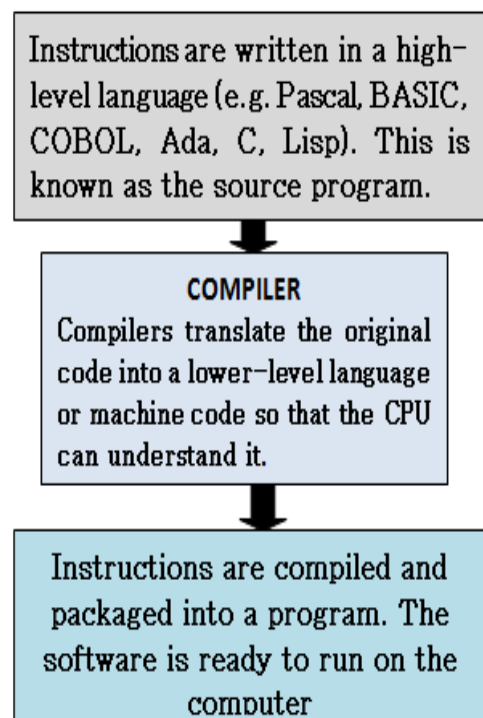 Instructions are written in a high-
level language (e.g. Pascal, BASIC,
COBOL, Ada, C, Lisp). This is
known as the source program.
COMPILER
Compilers translate the original
code into a lower-level language
or machine code so that the CPU
can understand it.
Instructions are compiled and
packaged into a program. The
software is ready to run on the
computer